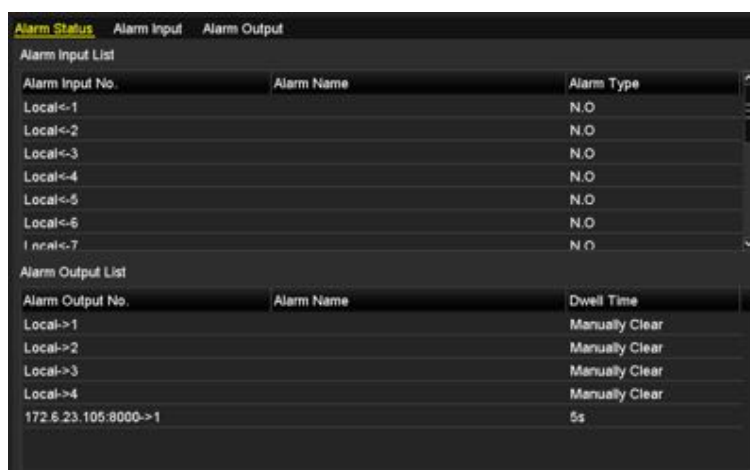 Alarm Status Alarm Input Alarm Output
Alarm Input List
Alarm Input No. Alarm Name Alarm Type
Local<-1 N.O
Local<-2 N.O
Local<-3 N.O
Local<-4 N.O
Local<-5 N.O
Local<-6 N.O
Local<-7 N.O
Alarm Output List
Alarm Output No. Alarm Name Dwell Time
Local->1 Manually Clear
Local->2 Manually Clear
Local->3 Manually Clear
Local->4 Manually Clear
172.6.23.105:8000->1 5s